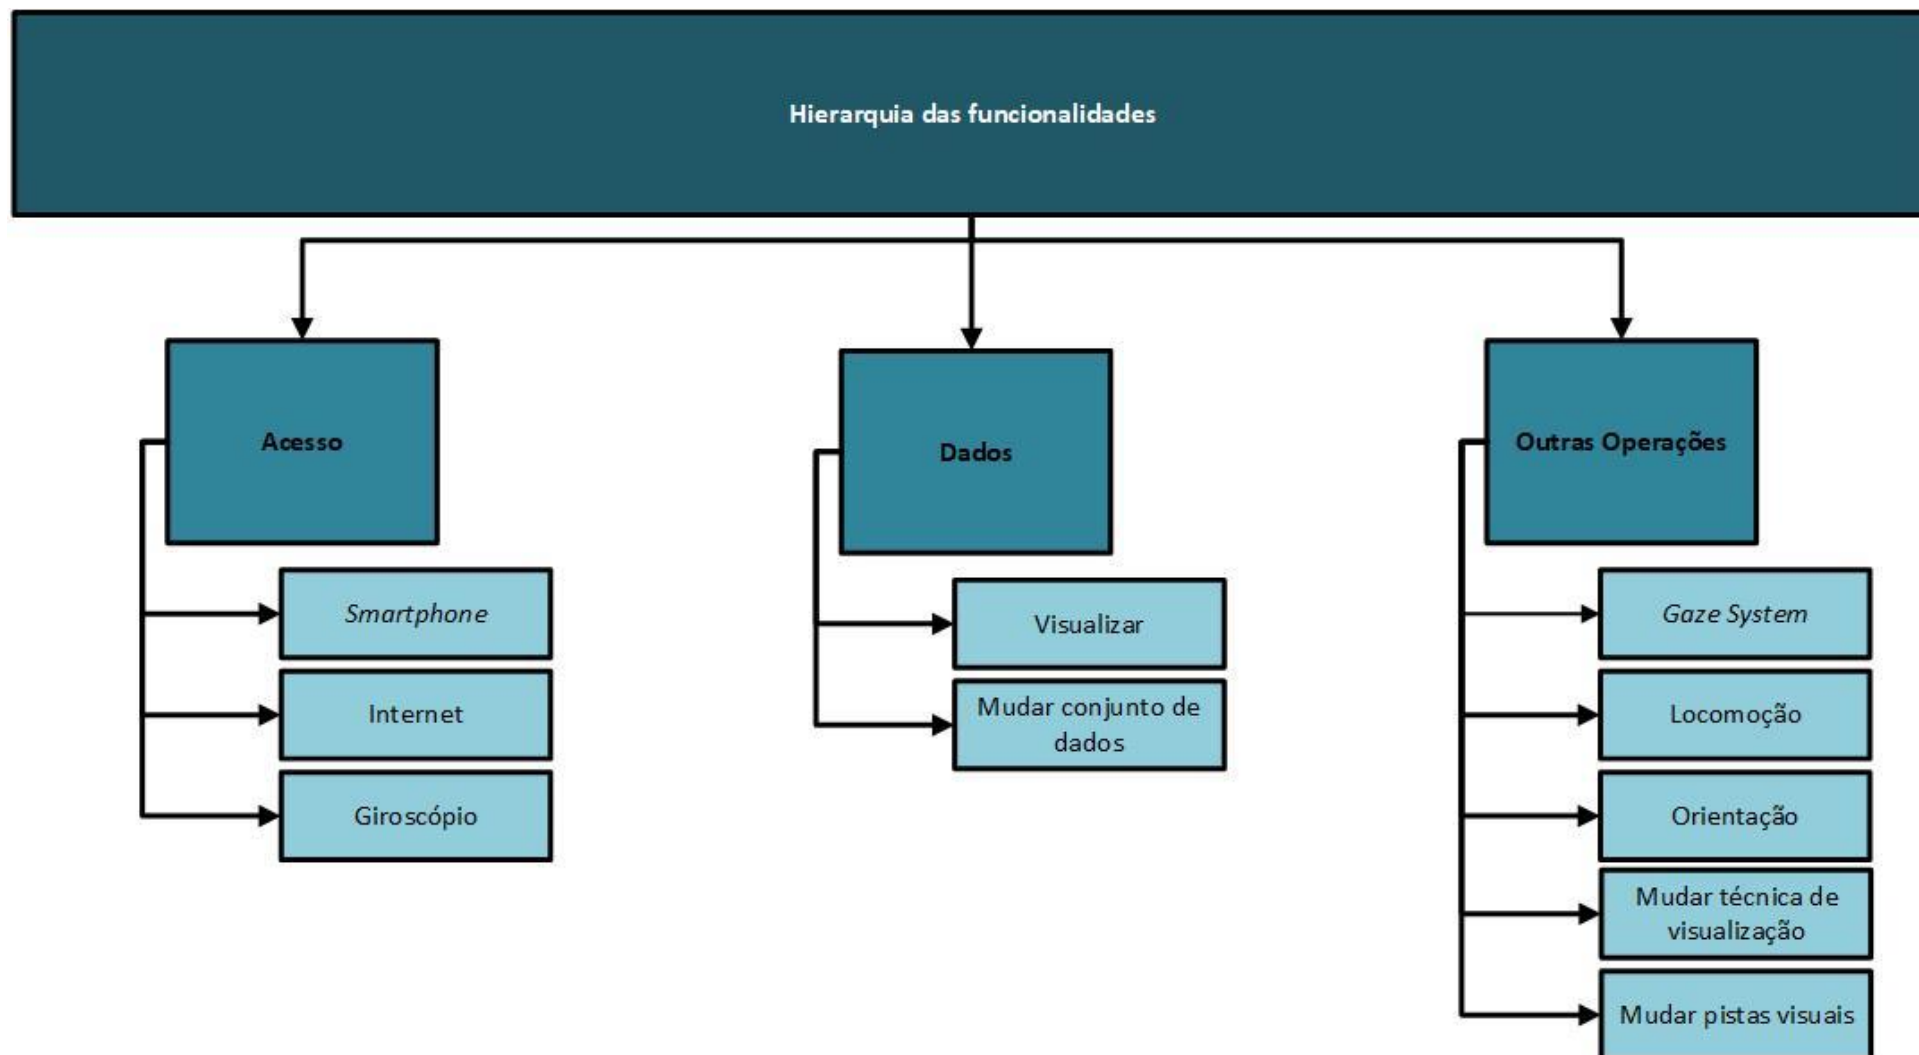 Hierarquia das funcionalidades
Acesso
Smartphone
Internet
Giroscópio
Dados
Visualizar
Mudar conjunto de
dados
Outras Operações
Gaze System
Locomoção
Orientação
Mudar técnica de
visualização
Mudar pistas visuais